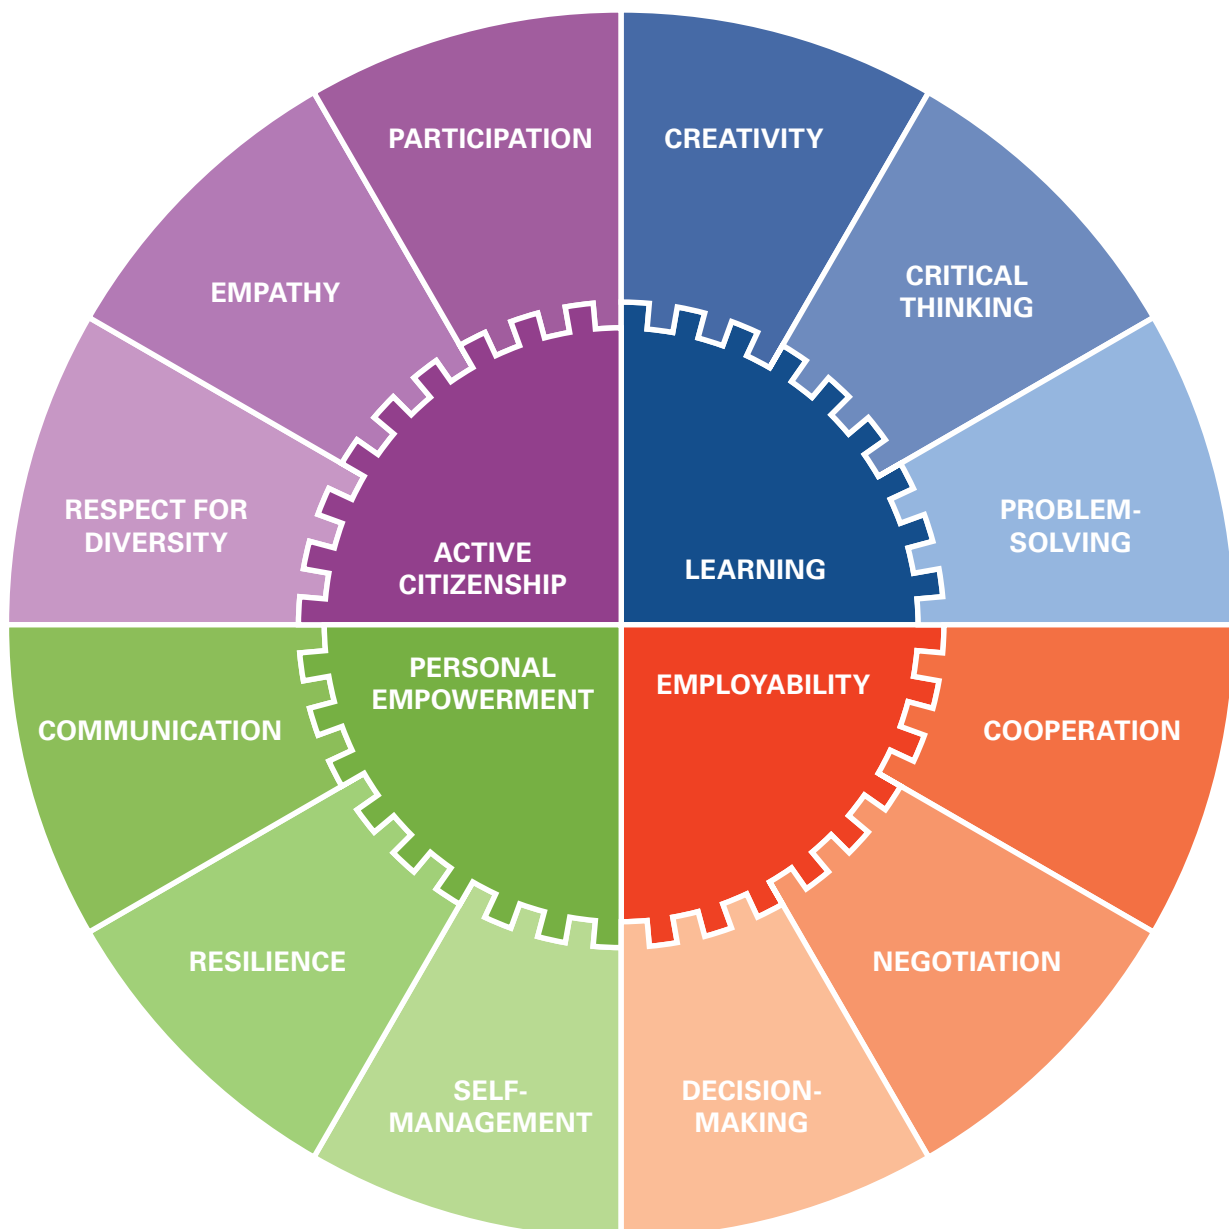 PARTICIPATION
CREATIVITY
CRITICAL
THINKING
EMPATHY
RESPECT FOR
DIVERSITY
PROBLEM-
SOLVING
ACTIVE
CITIZENSHIP
LEARNING
PERSONAL
EMPOWERMENT
EMPLOYABILITY
COMMUNICATION
COOPERATION
RESILIENCE
NEGOTIATION
SELF-
MANAGEMENT
DECISION-
MAKING